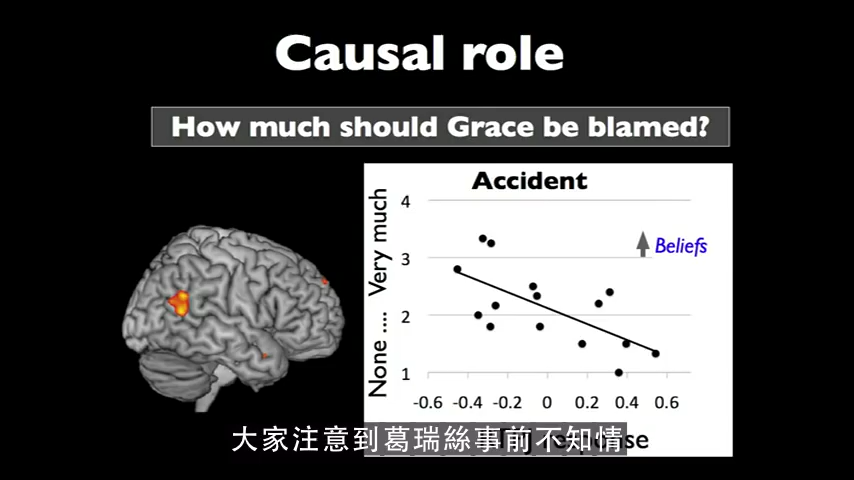 Causal role
How much should Grace be blamed?
Accident
None .... Very much
4
3
2
1
Beliefs
-0.6 -0.4 -0.2 0 0.2 0.4 0.6
大家注意到葛瑞絲事前不知情